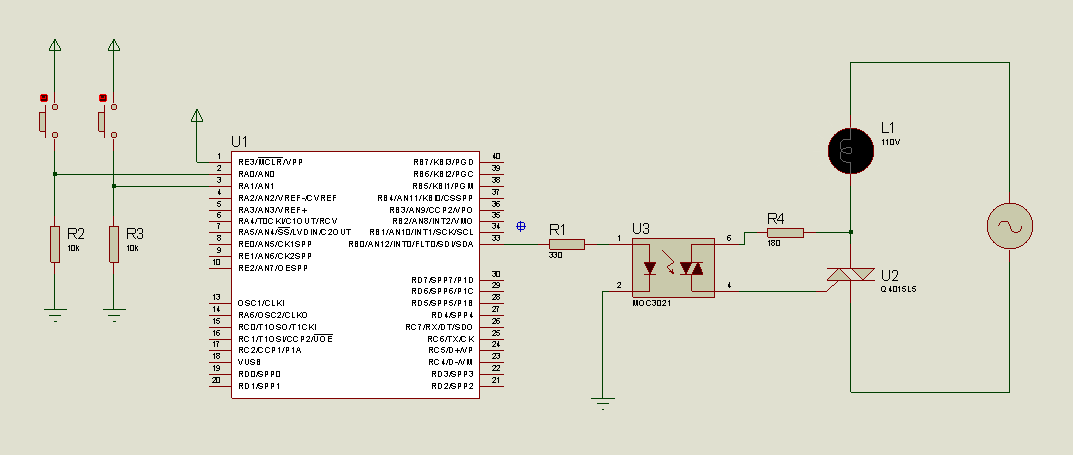 U1
1 RE3/MCLR/VPP
2 RA0/AN0
3 RA1/AN1
4 RA2/AN2/VREF-/CVREF
5 RA3/AN3/VREF+
6 RA4/T0CKI/C1OUT/RCV
7 RA5/AN4/SS/LVDIN/C2OUT
8 RE0/AN5/CK1SPP
9 RE1/AN6/CK2SPP
10 RE2/AN7/OESPP
13 OSC1/CLKI
14 RA6/OSC2/CLKO
15 RC0/T1OSO/T1CKI
16 RC1/T1OSI/CCP2/UOE
17 RC2/CCP1/P1A
18 VUSB
19 RD0/SPP0
20 RD1/SPP1
RB7/KBI3/PGD 40
RB6/KBI2/PGC 39
RB5/KBI1/PGM 38
RB4/AN11/KBI0/CSSPP 37
RB3/AN9/CCP2/VPO 36
RB2/AN8/INT2/VMO 35
RB1/AN10/INT1/SCK/SCL 34
RB0/AN12/INT0/FLT0/SDI/SDA 33
RD7/SPP7/P1D 30
RD6/SPP6/P1C 29
RD5/SPP5/P1B 28
RD4/SPP4 27
RC7/RX/DT/SDO 26
RC6/TX/CK 25
RC5/D+/VP 24
RC4/D-/VM 23
RD3/SPP3 22
RD2/SPP2 21
R2
10k
R3
10k
R1
330
U3
1
2
6
4
MOC3021
R4
180
L1
110V
U2
Q4015L5